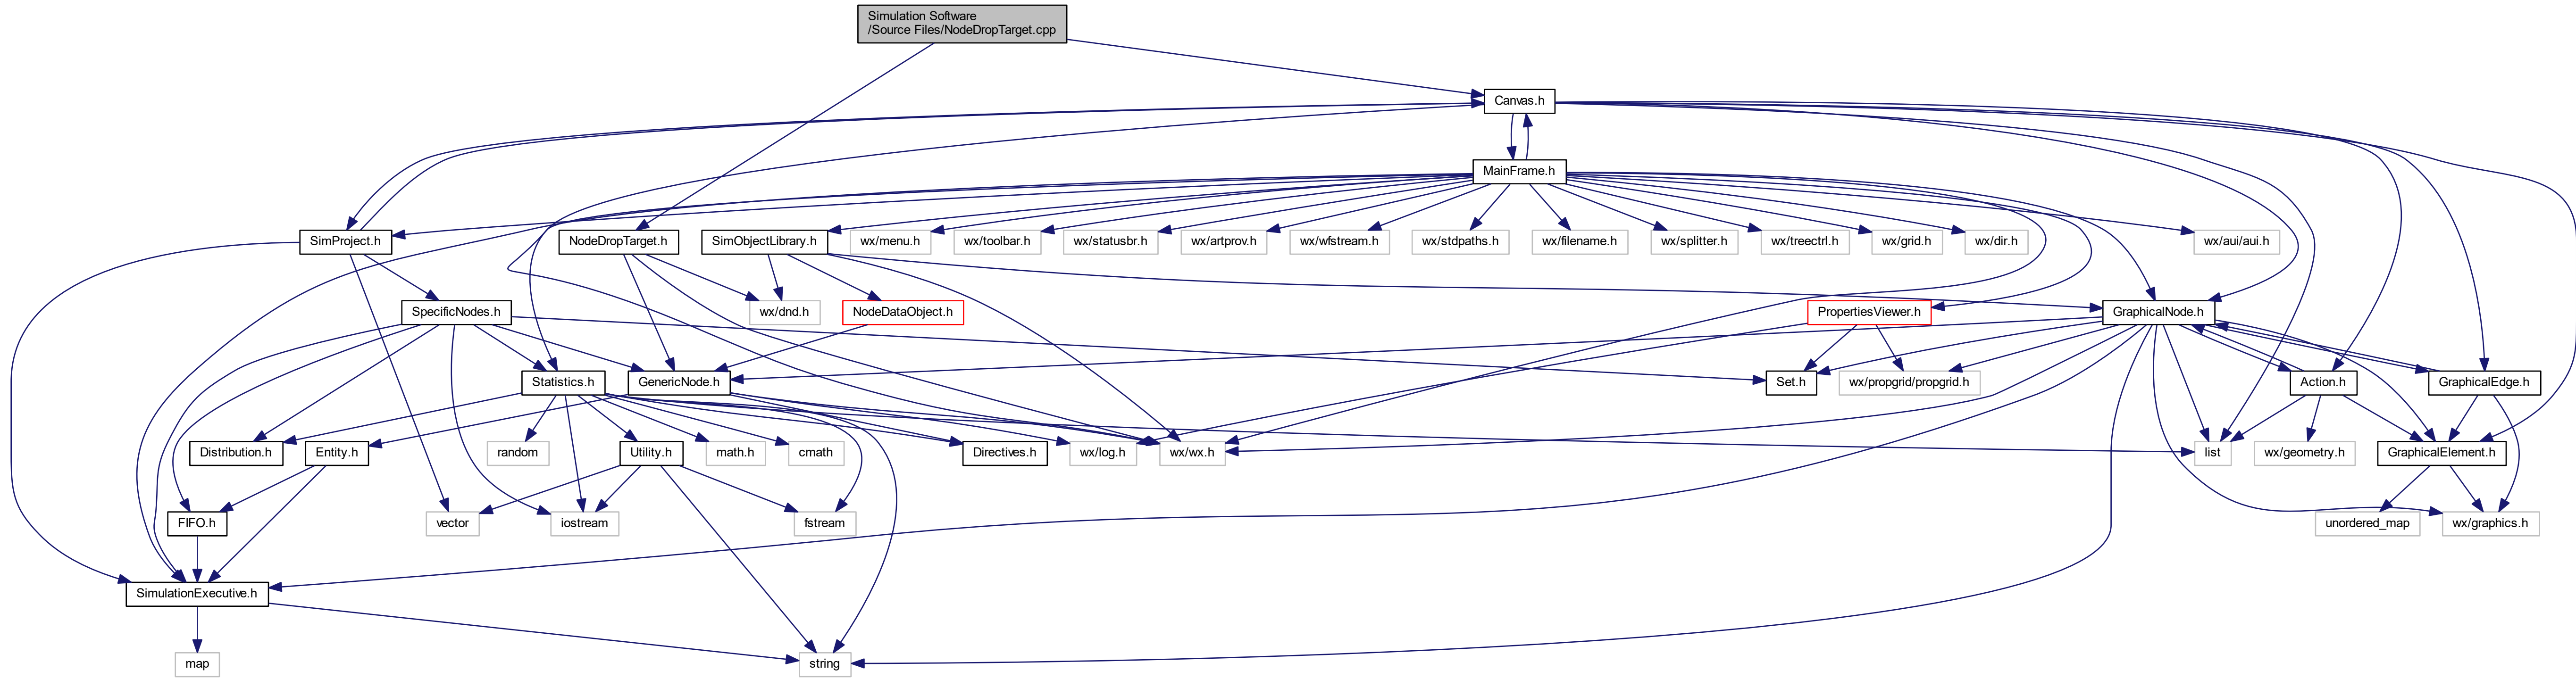 Simulation Software
/Source Files/NodeDropTarget.cpp
Canvas.h
MainFrame.h
SimProject.h
NodeDropTarget.h
SimObjectLibrary.h
wx/menu.h
wx/toolbar.h
wx/statusbr.h
wx/artprov.h
wx/wfstream.h
wx/stdpaths.h
wx/filename.h
wx/splitter.h
wx/treectrl.h
wx/grid.h
wx/dir.h
wx/aui/aui.h
SpecificNodes.h
wx/dnd.h
NodeDataObject.h
PropertiesViewer.h
GraphicalNode.h
Statistics.h
GenericNode.h
Set.h
wx/propgrid/propgrid.h
Action.h
GraphicalEdge.h
Distribution.h
Entity.h
random
Utility.h
math.h
cmath
Directives.h
wx/log.h
wx/wx.h
list
wx/geometry.h
GraphicalElement.h
FIFO.h
vector
iostream
fstream
unordered_map
wx/graphics.h
SimulationExecutive.h
map
string